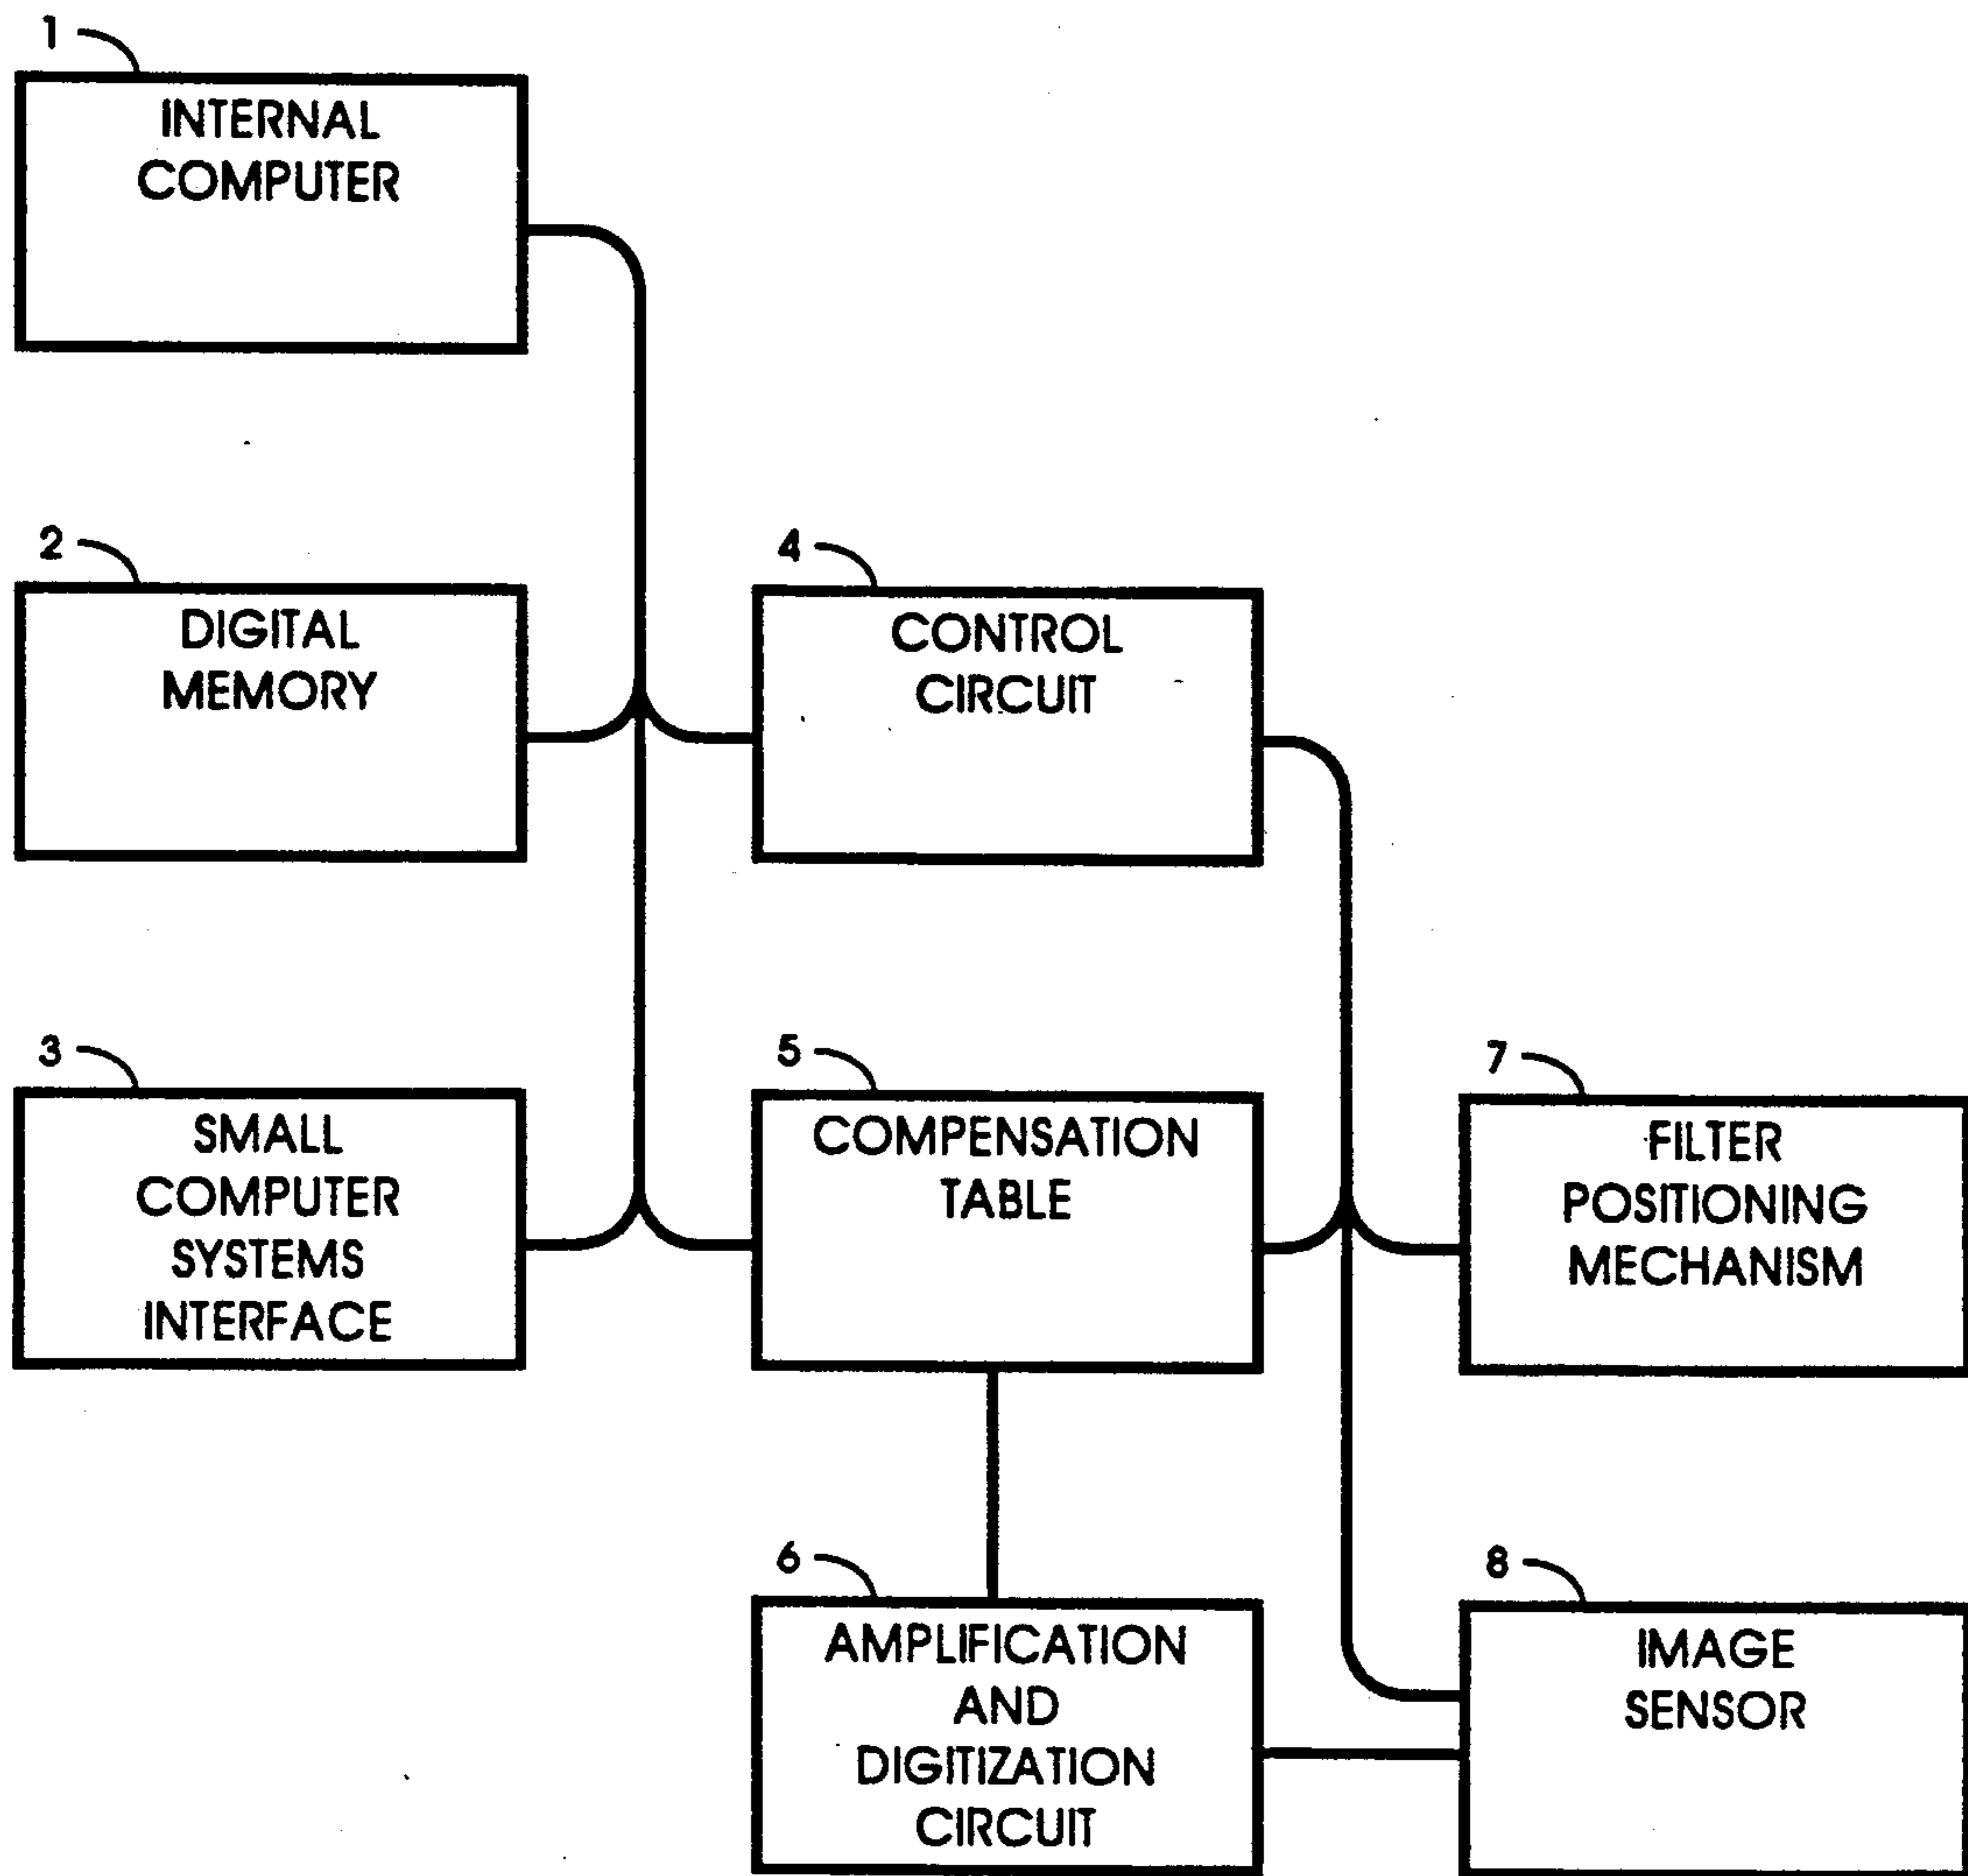 1
INTERNAL
COMPUTER
2
DIGITAL
MEMORY
3
SMALL
COMPUTER
SYSTEMS
INTERFACE
4
CONTROL
CIRCUIT
5
COMPENSATION
TABLE
6
AMPLIFICATION
AND
DIGITIZATION
CIRCUIT
7
FILTER
POSITIONING
MECHANISM
8
IMAGE
SENSOR